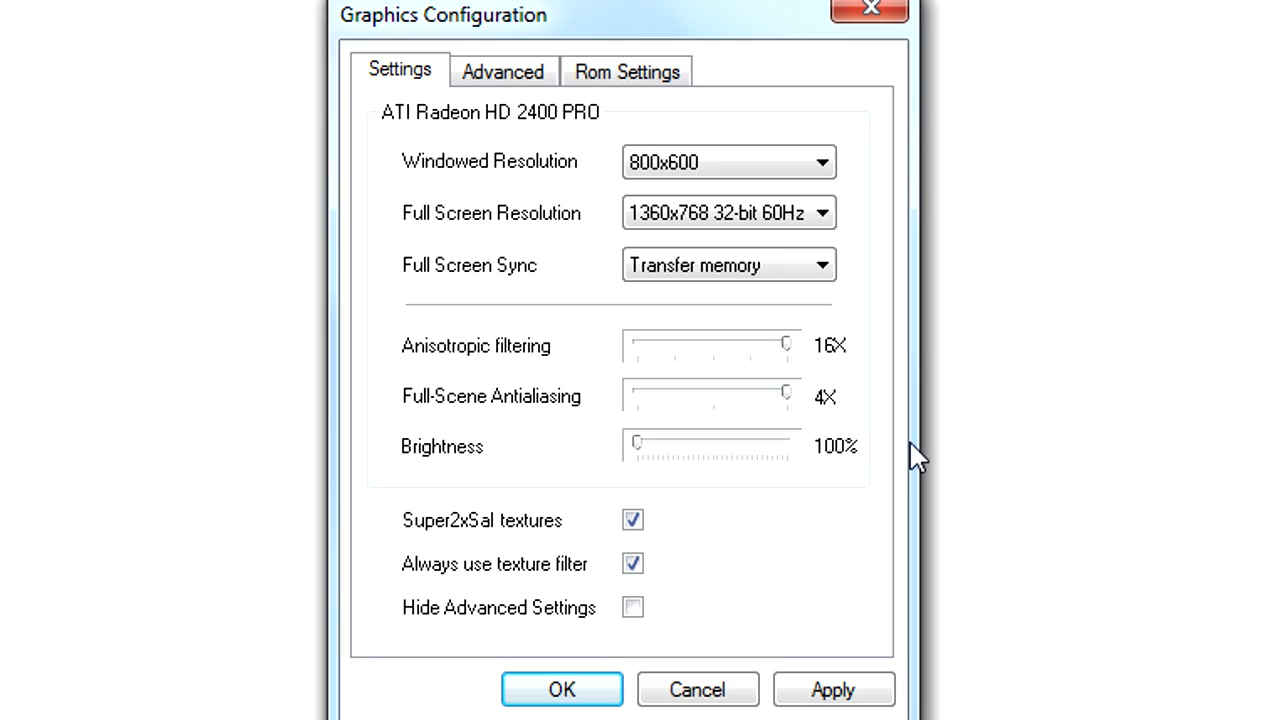 Graphics Configuration
Settings
Advanced
Rom Settings
ATI Radeon HD 2400 PRO
Windowed Resolution
800x600
Full Screen Resolution
1360x768 32-bit 60Hz
Full Screen Sync
Transfer memory
Anisotropic filtering
16X
Full-Scene Antialiasing
4X
Brightness
100%
Super2xSal textures
Always use texture filter
Hide Advanced Settings
OK
Cancel
Apply